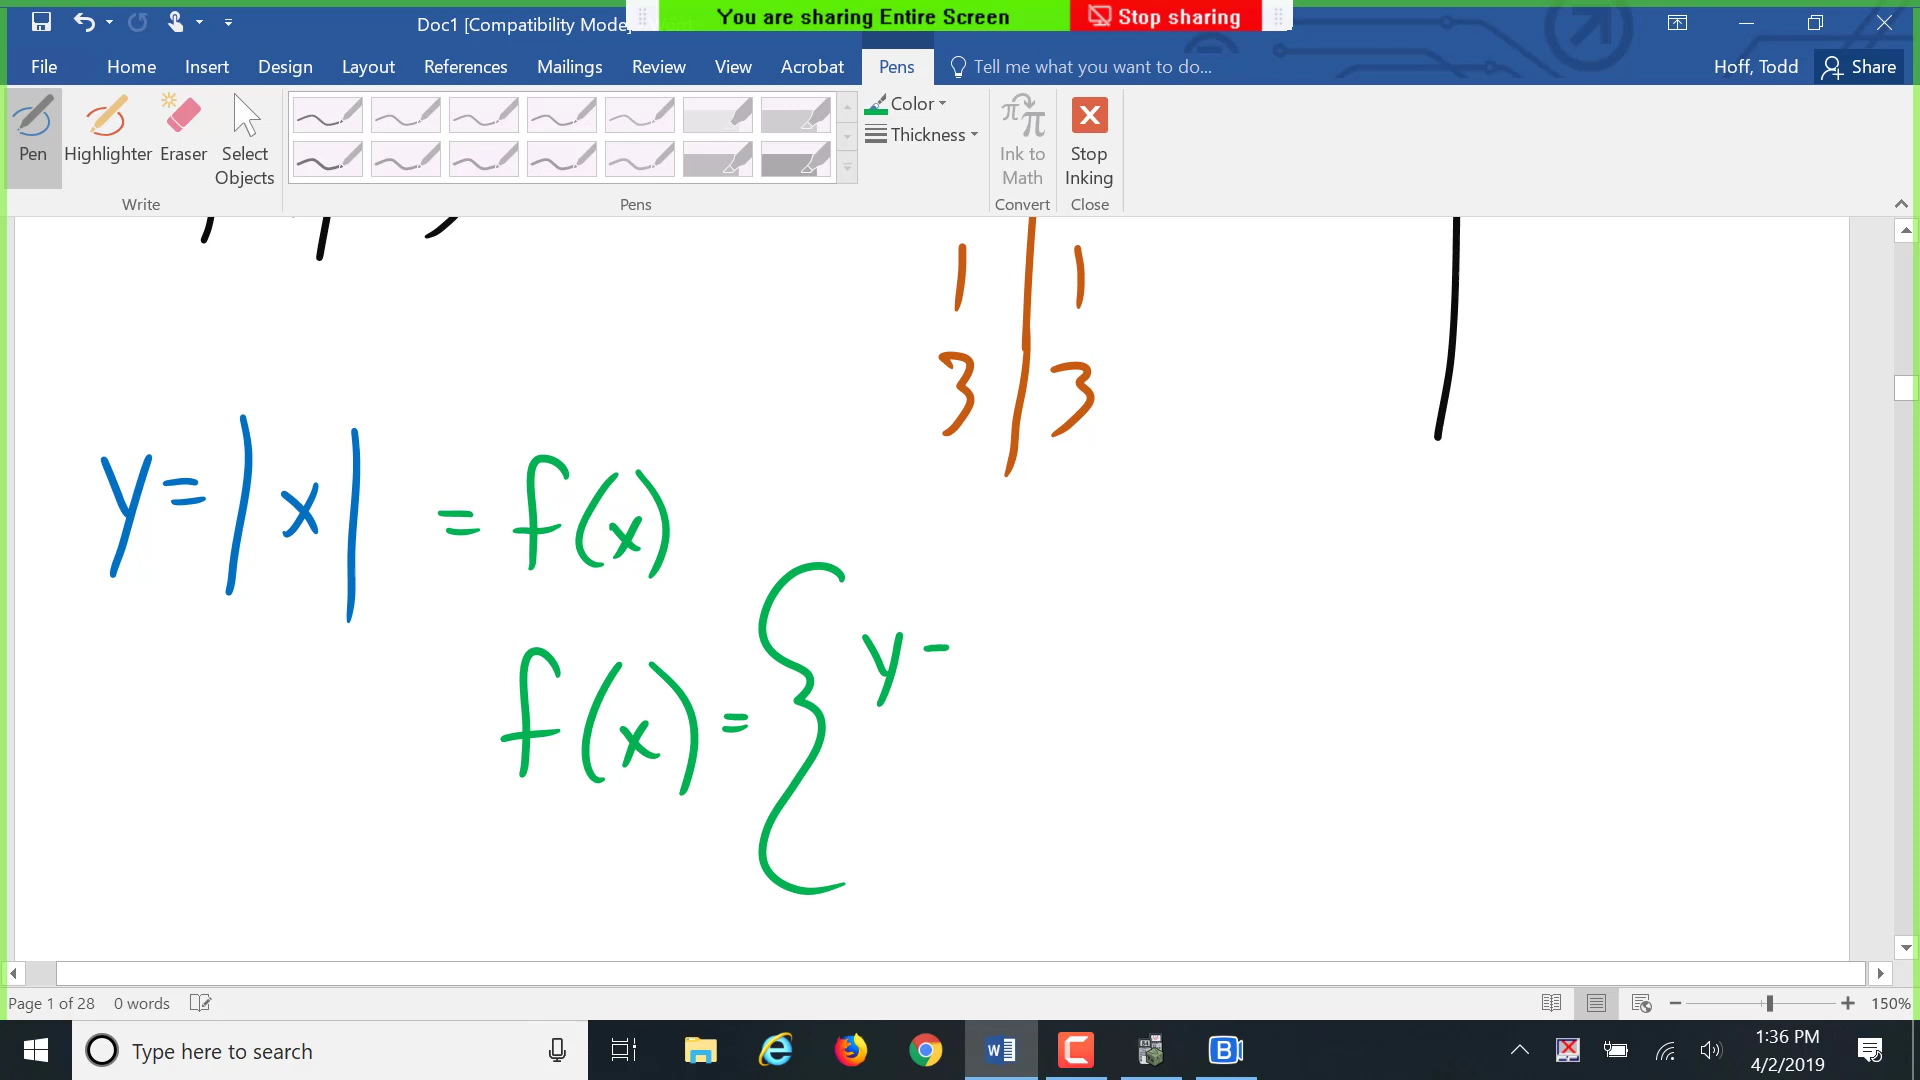 You are sharing Entire Screen Stop sharing
Doc1 [Compatibility Mode]
File Home Insert Design Layout References Mailings Review View Acrobat Pens Tell me what you want to do... Hoff, Todd Share
Pen Highlighter Eraser Select Objects
Color
Thickness
Ink to Math
Stop Inking
Write Pens Convert Close
1 | 1
3 | 3
y = |x| = f(x)
f(x) = { y -
Page 1 of 28 0 words 150%
Type here to search
1:36 PM
4/2/2019